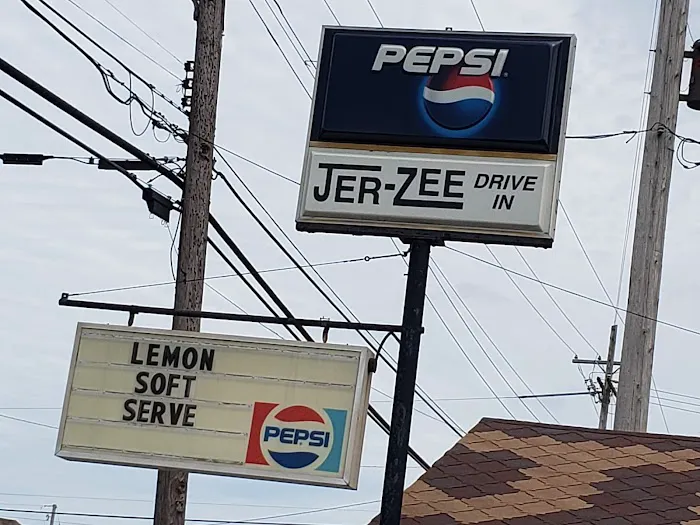 PEPSI
JER-ZEE DRIVE
IN
LEMON
SOFT
SERVE
PEPSI